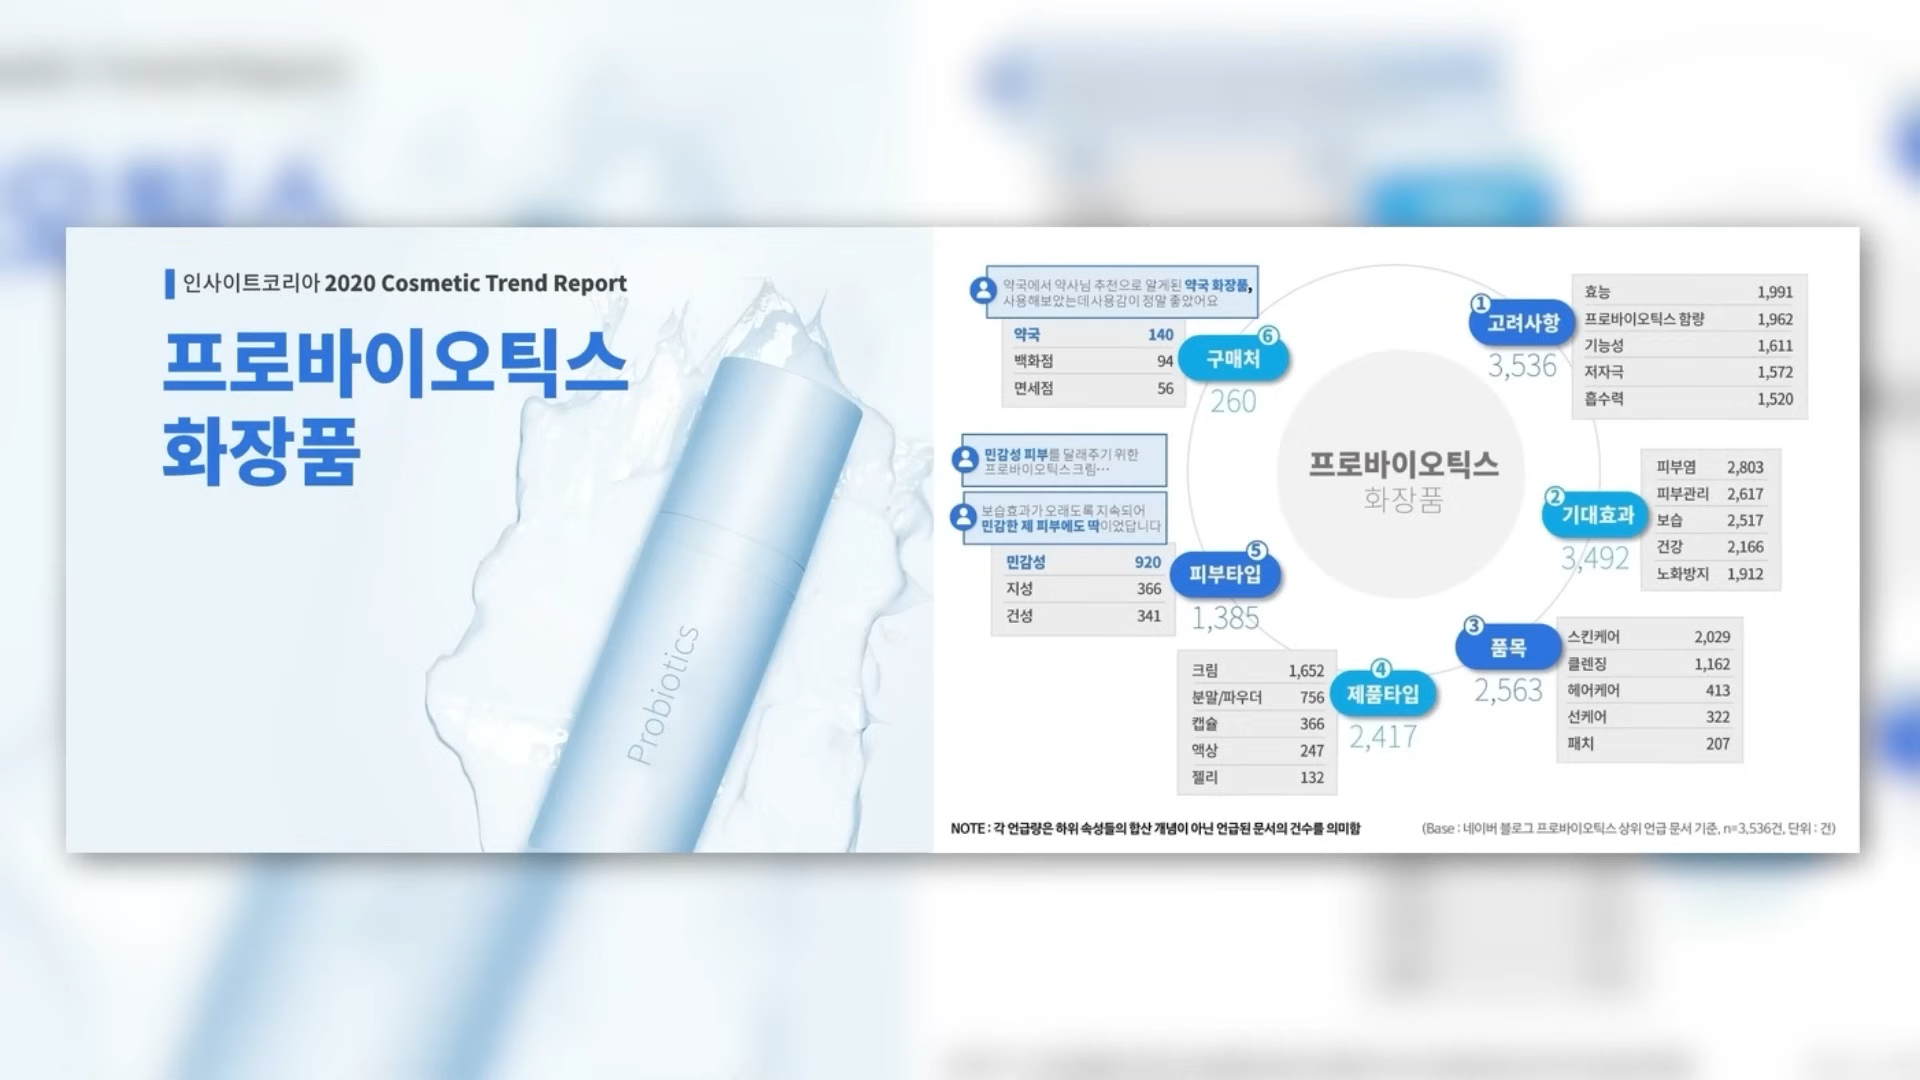 인사이트코리아 2020 Cosmetic Trend Report
프로바이오틱스
화장품
Probiotics
약국에서 약사님 추천으로 알게된 약국 화장품,
사용해보았는데 사용감이 정말 좋았어요
약국 140
백화점 94
면세점 56
⑥
구매처
260
①
고려사항
3,536
효능 1,991
프로바이오틱스 함량 1,962
기능성 1,611
저자극 1,572
흡수력 1,520
프로바이오틱스
화장품
②
기대효과
3,492
피부염 2,803
피부관리 2,617
보습 2,517
건강 2,166
노화방지 1,912
③
품목
2,563
스킨케어 2,029
클렌징 1,162
헤어케어 413
선케어 322
패치 207
④
제품타입
2,417
크림 1,652
분말/파우더 756
캡슐 366
액상 247
젤리 132
민감성 피부를 달래주기 위한
프로바이오틱스 크림…
보습효과가 오래도록 지속되어
민감한 제 피부에도 딱이었답니다
⑤
피부타입
1,385
민감성 920
지성 366
건성 341
NOTE : 각 언급량은 하위 속성들의 합산 개념이 아닌 언급된 문서의 건수를 의미함
(Base : 네이버 블로그 프로바이오틱스 상위 언급 문서 기준, n=3,536건, 단위 : 건)